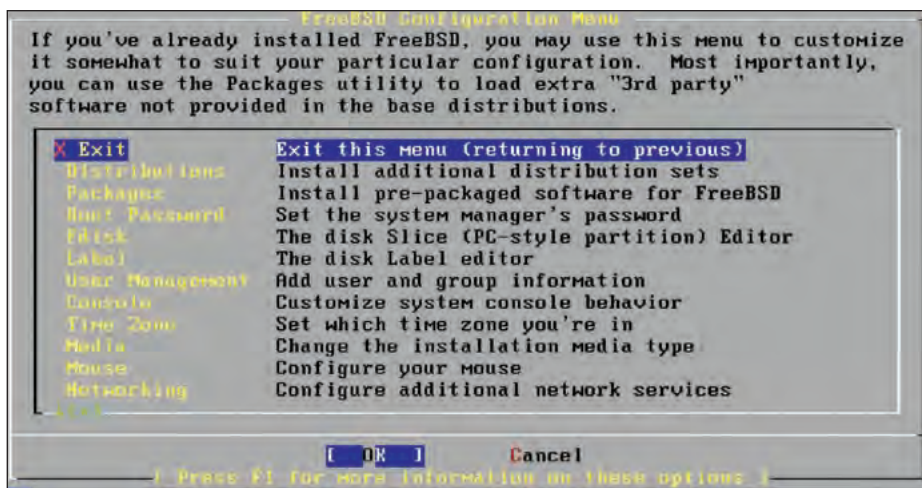 FreeBSD Configuration Menu
If you've already installed FreeBSD, you may use this menu to customize
it somewhat to suit your particular configuration.  Most importantly,
you can use the Packages utility to load extra "3rd party"
software not provided in the base distributions.
X Exit Exit this menu (returning to previous)
Distributions Install additional distribution sets
Packages Install pre-packaged software for FreeBSD
Root Password Set the system manager's password
Fdisk The disk Slice (PC-style partition) Editor
Label The disk Label editor
User Management Add user and group information
Console Customize system console behavior
Time Zone Set which time zone you're in
Media Change the installation media type
Mouse Configure your mouse
Networking Configure additional network services
[ OK ] Cancel
[ Press F1 for more information on these options ]